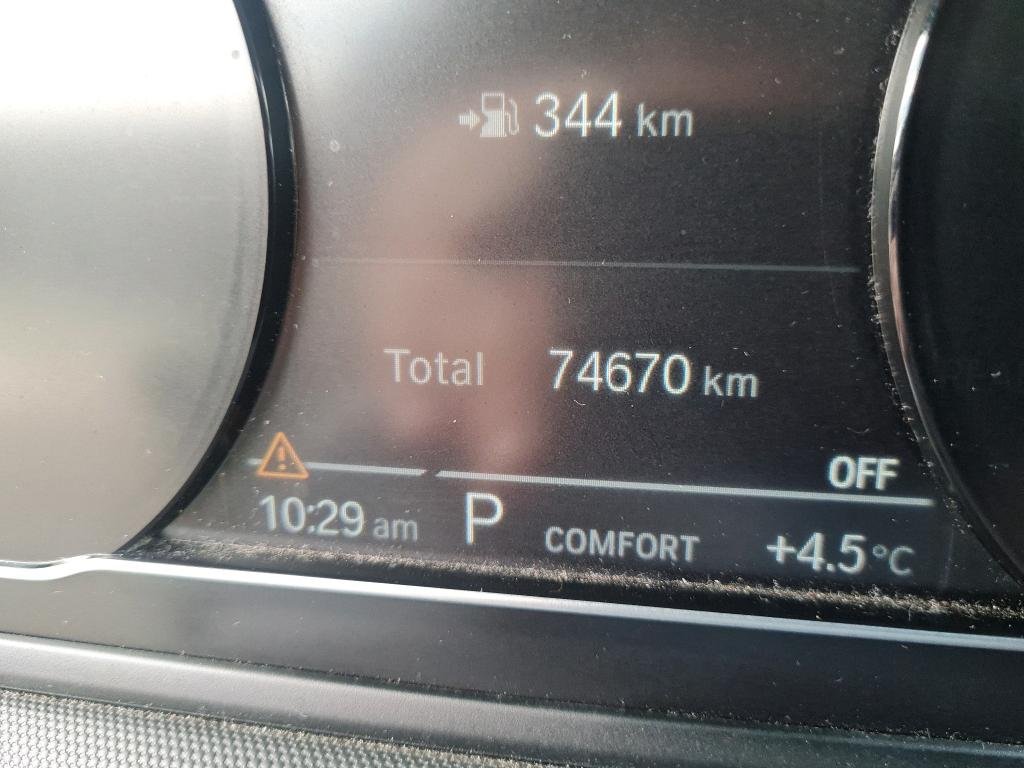 344 km
Total 74670 km
OFF
10:29 am P COMFORT +4.5°C